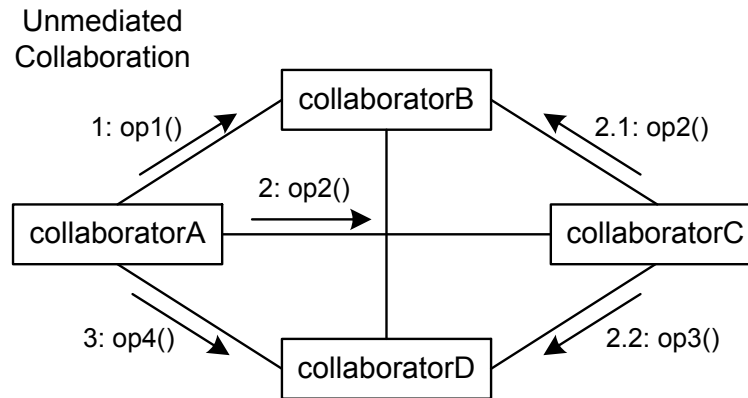 Unmediated
Collaboration
collaboratorB
1: op1()
2.1: op2()
2: op2()
collaboratorA
collaboratorC
3: op4()
2.2: op3()
collaboratorD